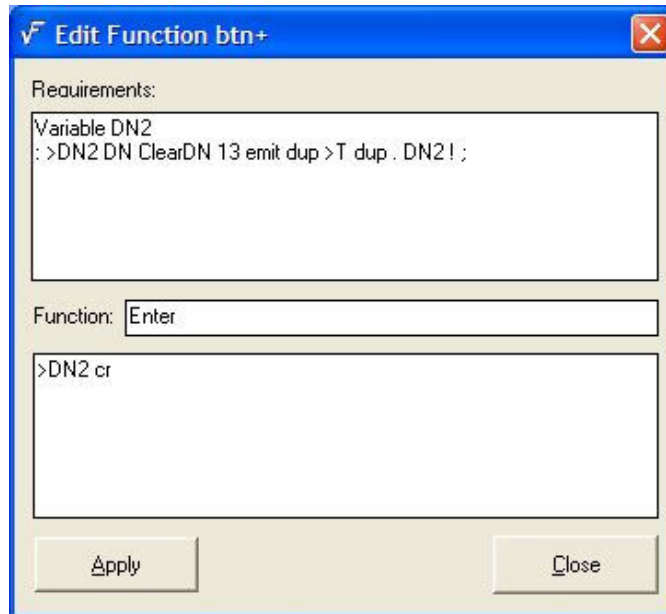 Edit Function btn+
Requirements:
Variable DN2
: >DN2 DN ClearDN 13 emit dup >T dup . DN2 ! ;
Function: Enter
>DN2 cr
Apply
Close